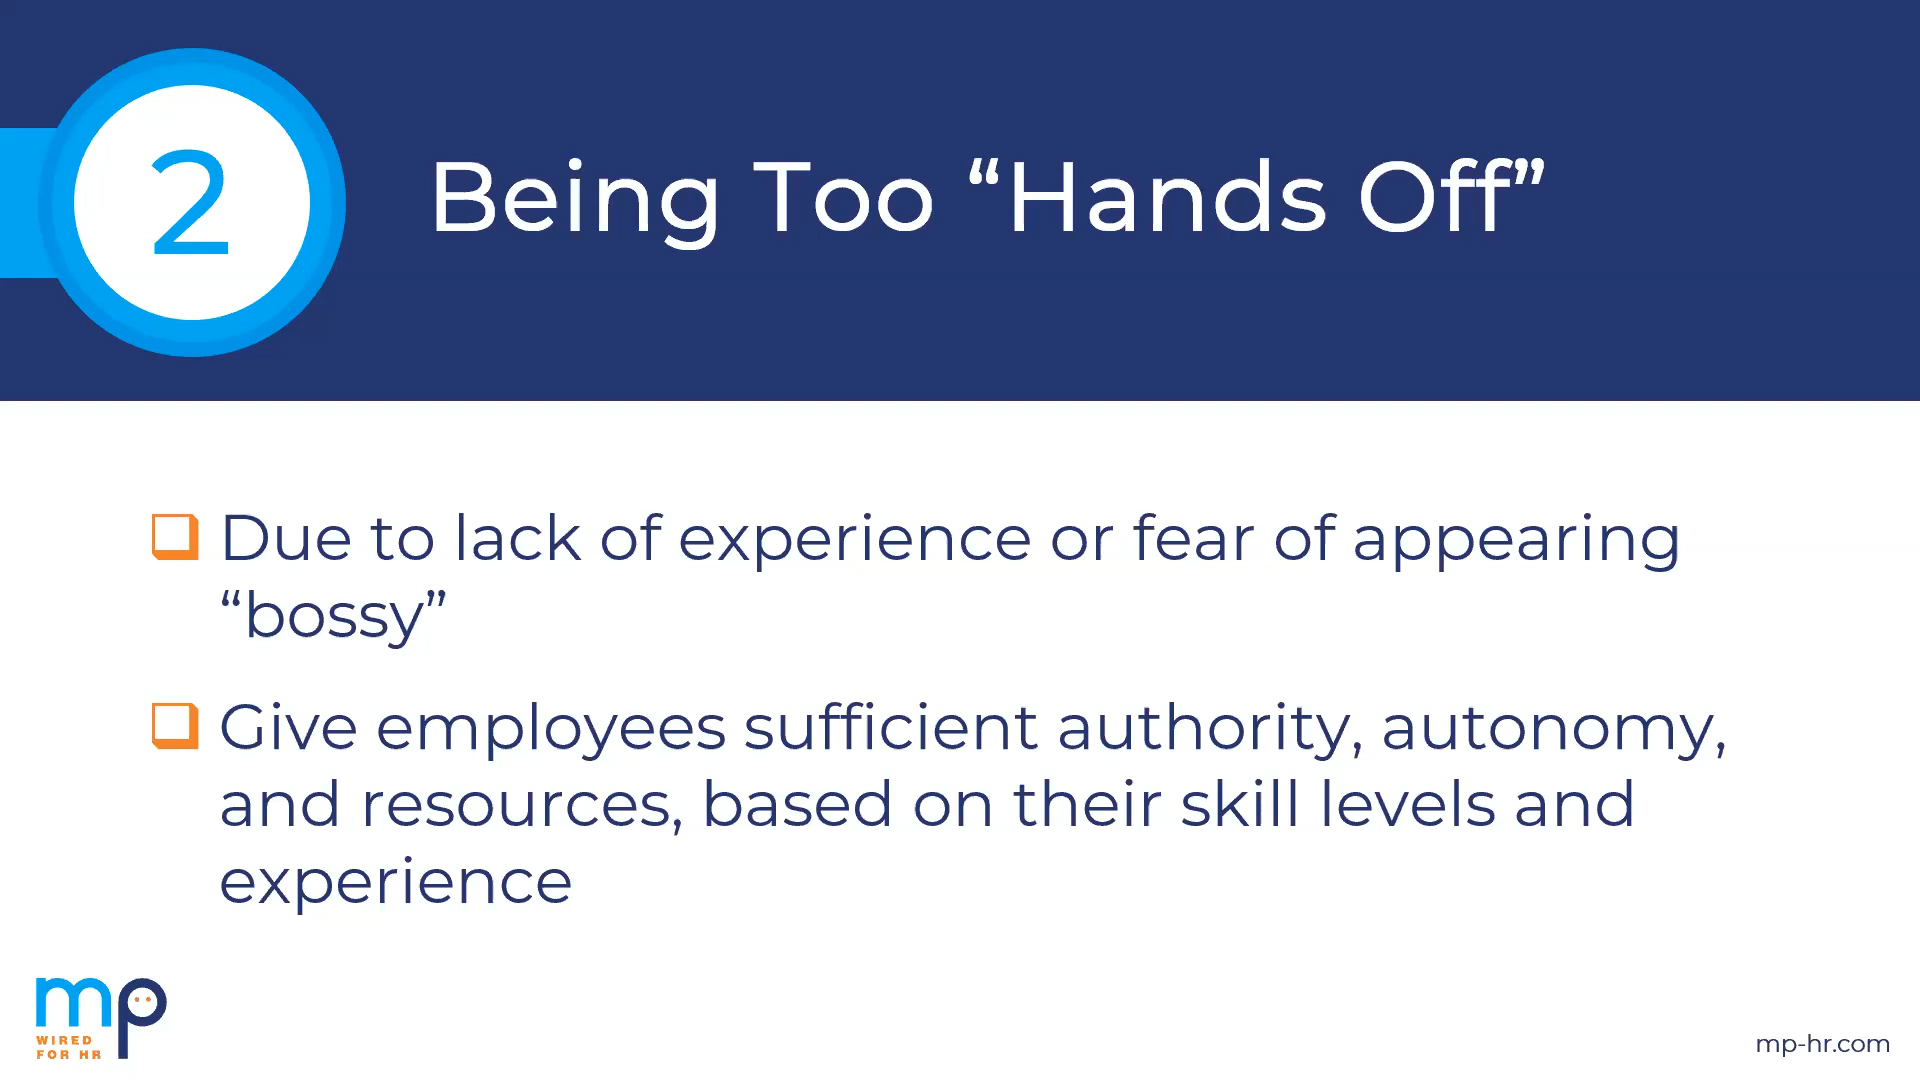 2
Being Too “Hands Off”
Due to lack of experience or fear of appearing
“bossy”
Give employees sufficient authority, autonomy,
and resources, based on their skill levels and
experience
mp
WIRED
FOR HR
mp-hr.com